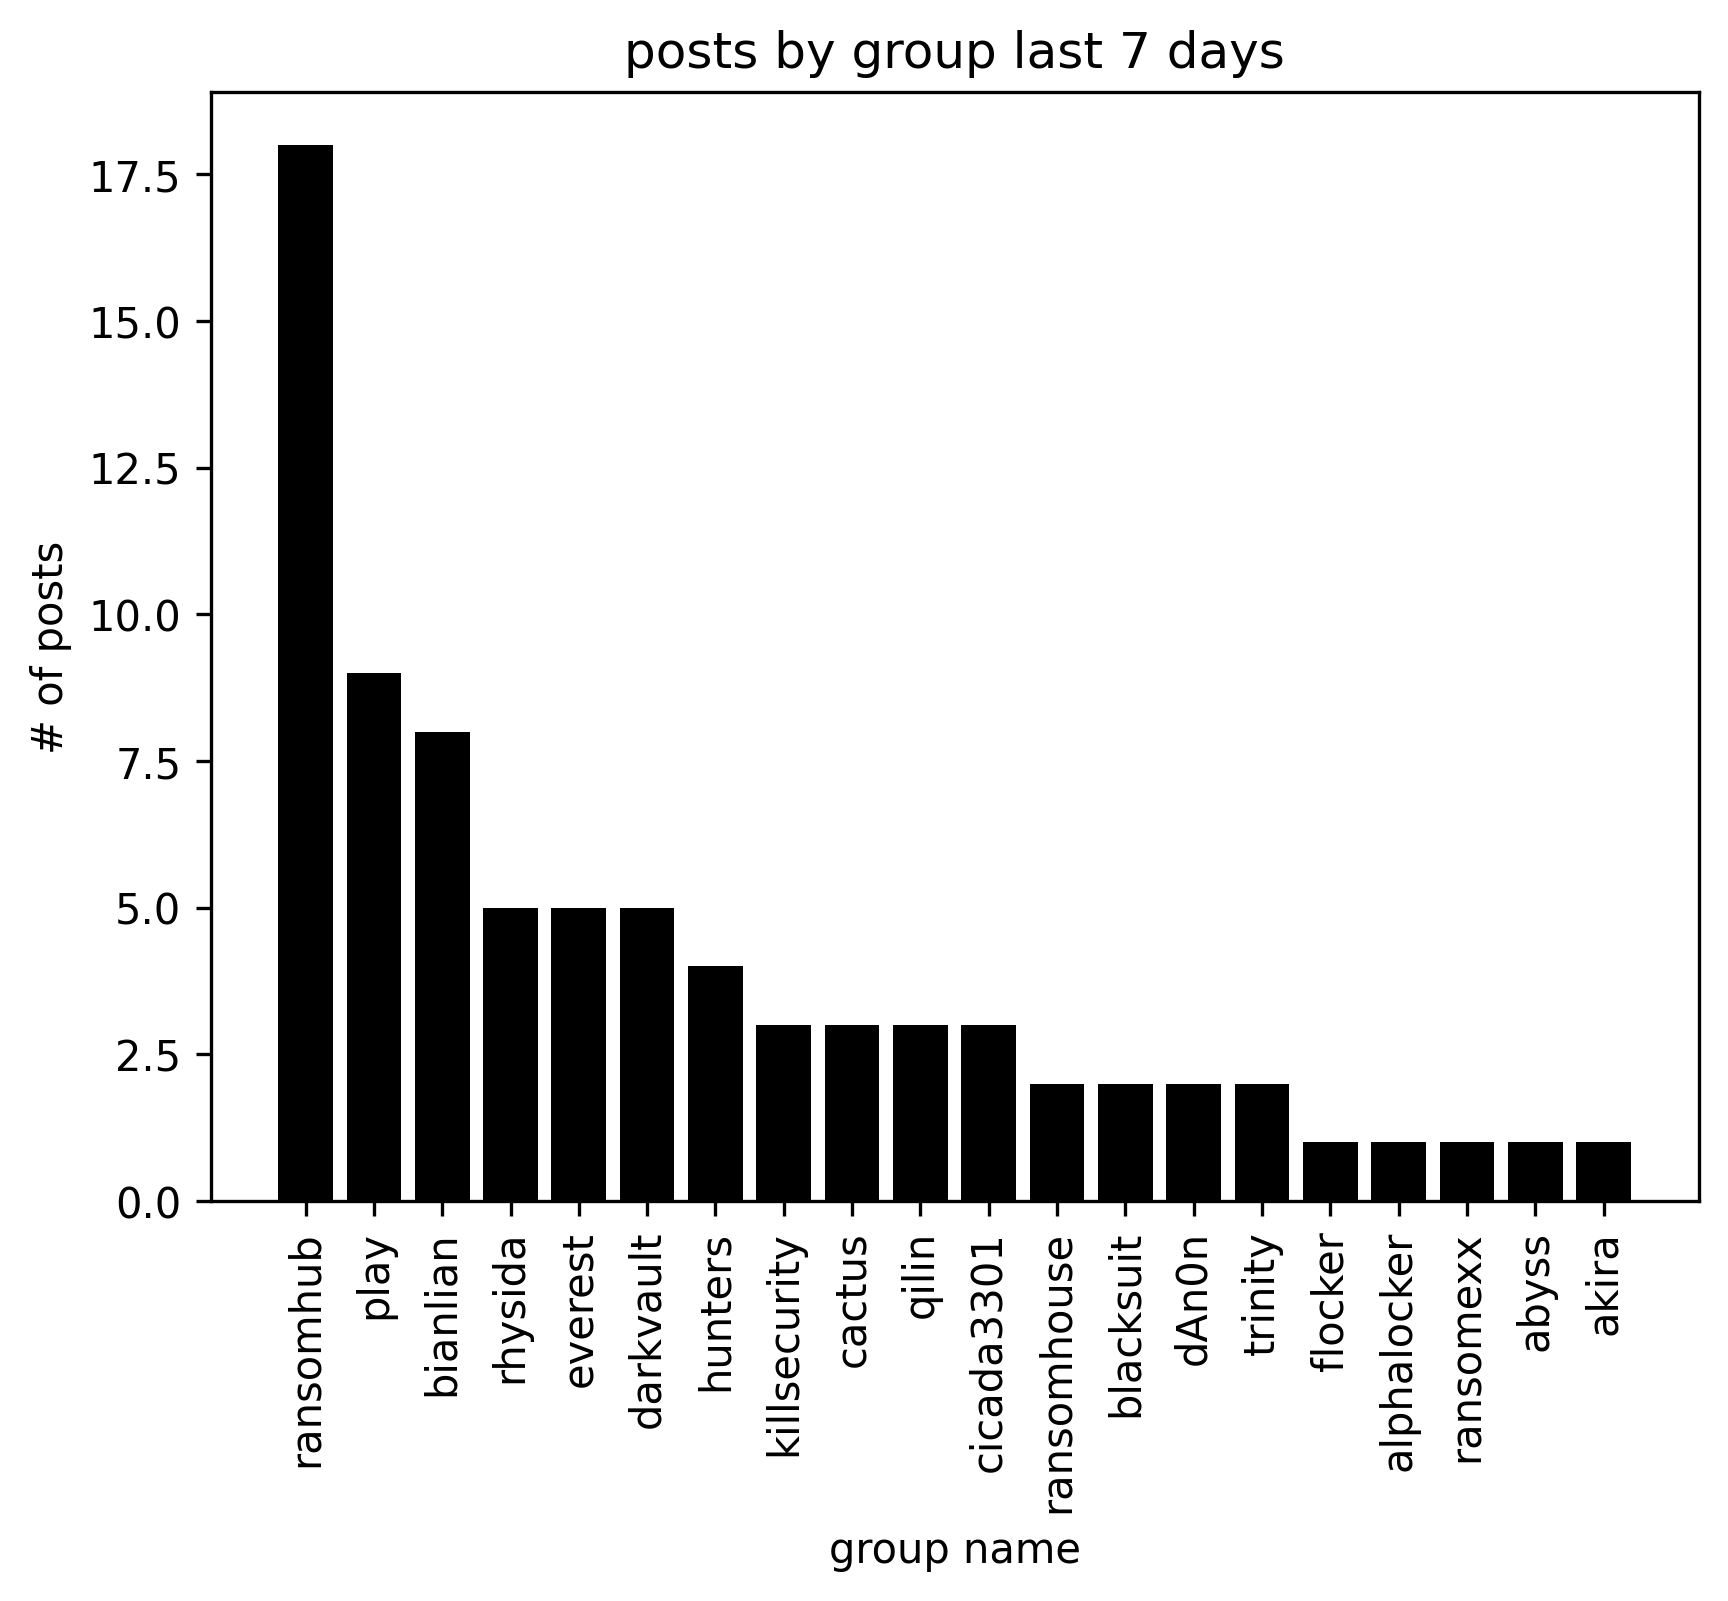 posts by group last 7 days
# of posts
17.5
15.0
12.5
10.0
7.5
5.0
2.5
0.0
ransomhub
play
bianlian
rhysida
everest
darkvault
hunters
killsecurity
cactus
qilin
cicada3301
ransomhouse
blacksuit
dAn0n
trinity
flocker
alphalocker
ransomexx
abyss
akira
group name